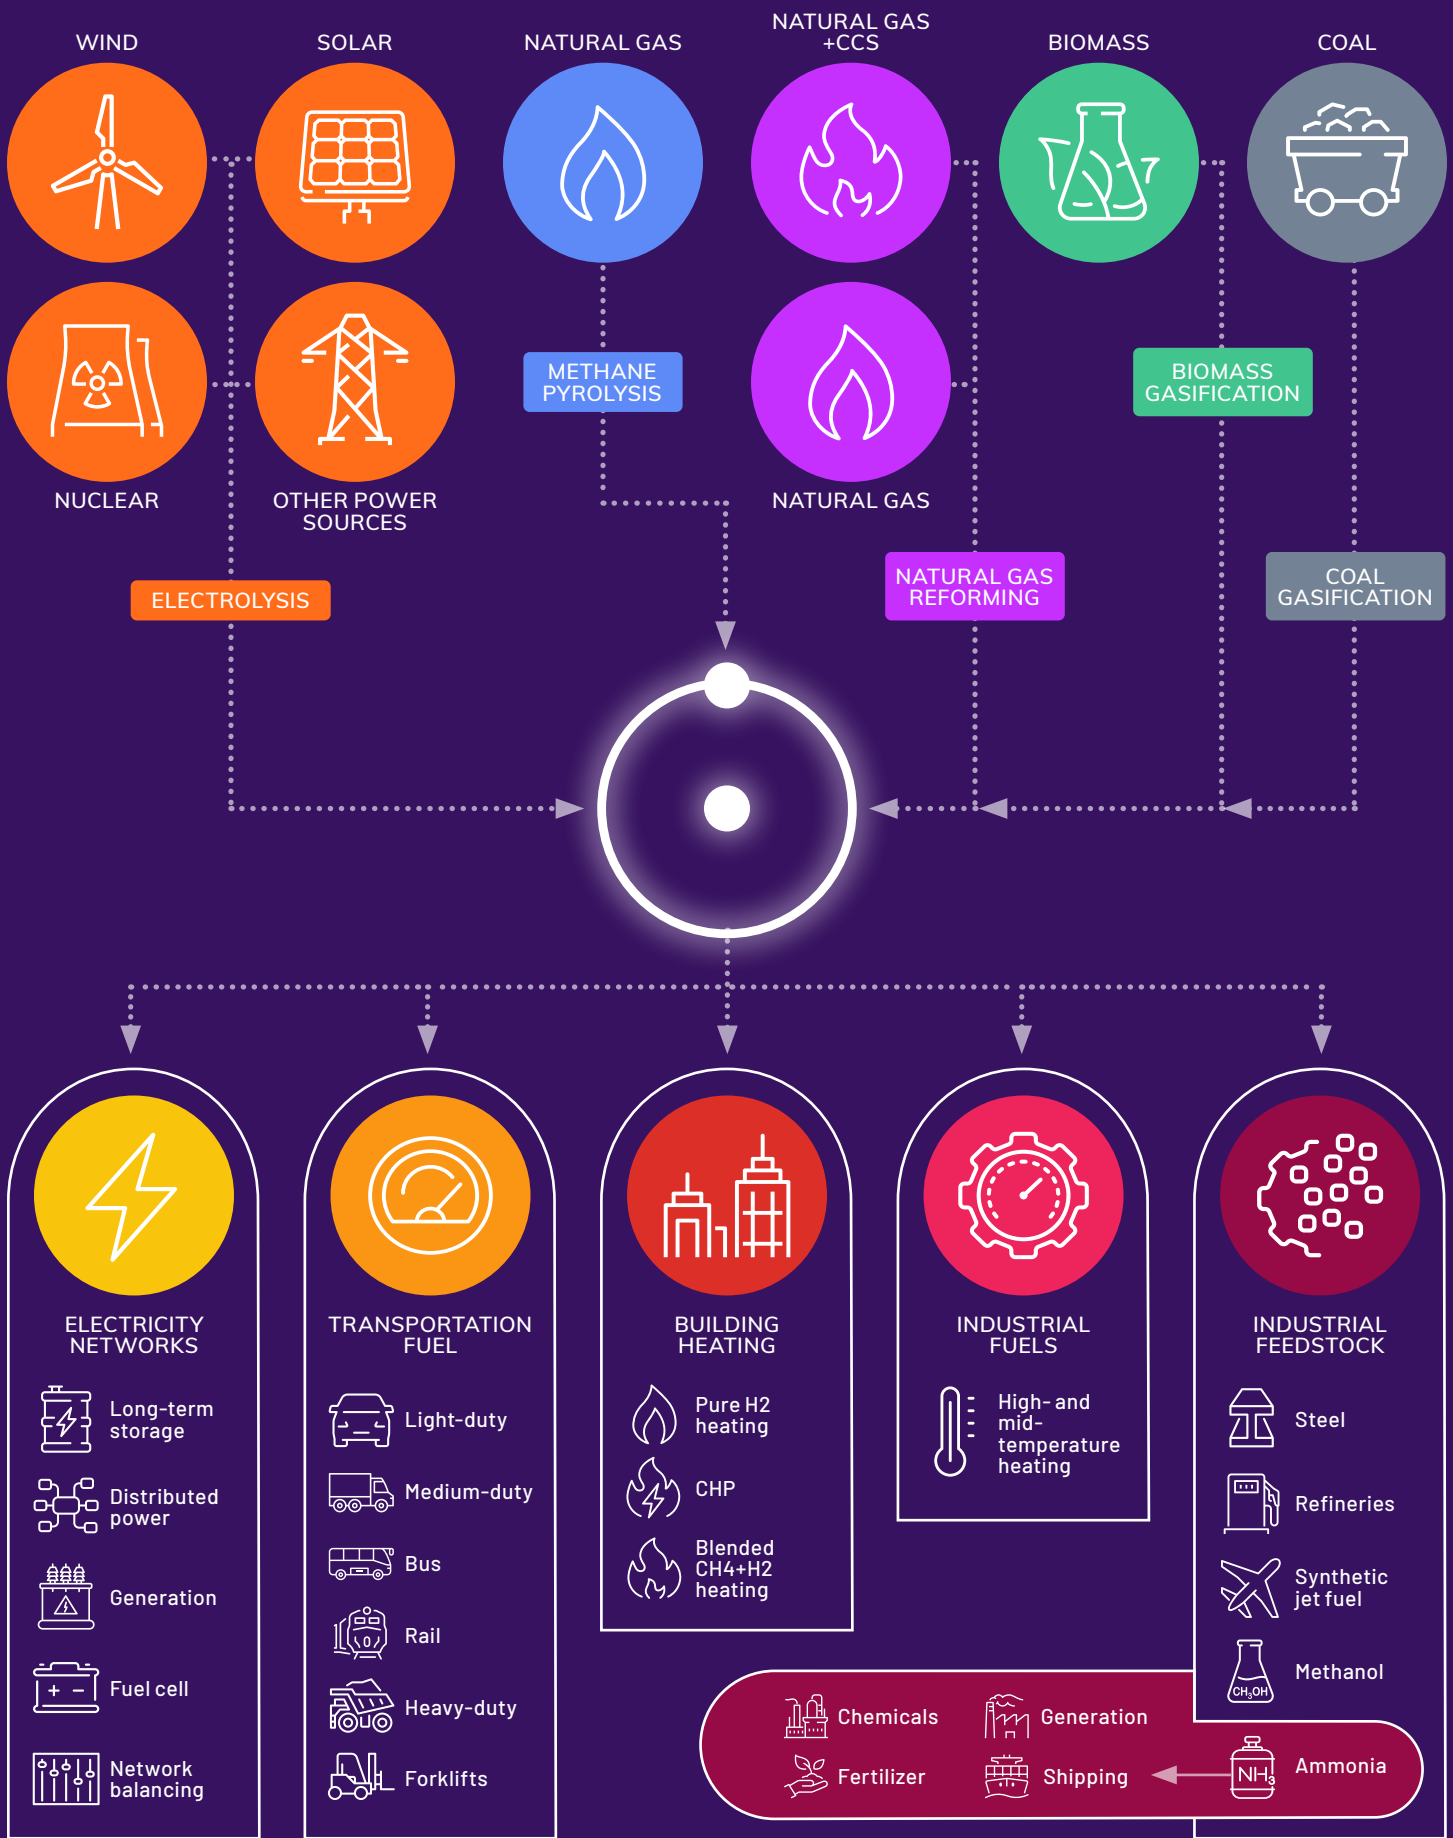 WIND
SOLAR
NATURAL GAS
NATURAL GAS
+CCS
BIOMASS
COAL
NUCLEAR
OTHER POWER
SOURCES
NATURAL GAS
METHANE
PYROLYSIS
BIOMASS
GASIFICATION
ELECTROLYSIS
NATURAL GAS
REFORMING
COAL
GASIFICATION
ELECTRICITY
NETWORKS
Long-term
storage
Distributed
power
Generation
Fuel cell
+ -
Network
balancing
TRANSPORTATION
FUEL
Light-duty
Medium-duty
Bus
Rail
Heavy-duty
Forklifts
BUILDING
HEATING
Pure H2
heating
CHP
Blended
CH4+H2
heating
INDUSTRIAL
FUELS
High- and
mid-
temperature
heating
INDUSTRIAL
FEEDSTOCK
Steel
Refineries
Synthetic
jet fuel
CH₃OH
Methanol
NH₃
Ammonia
Chemicals
Generation
Fertilizer
Shipping